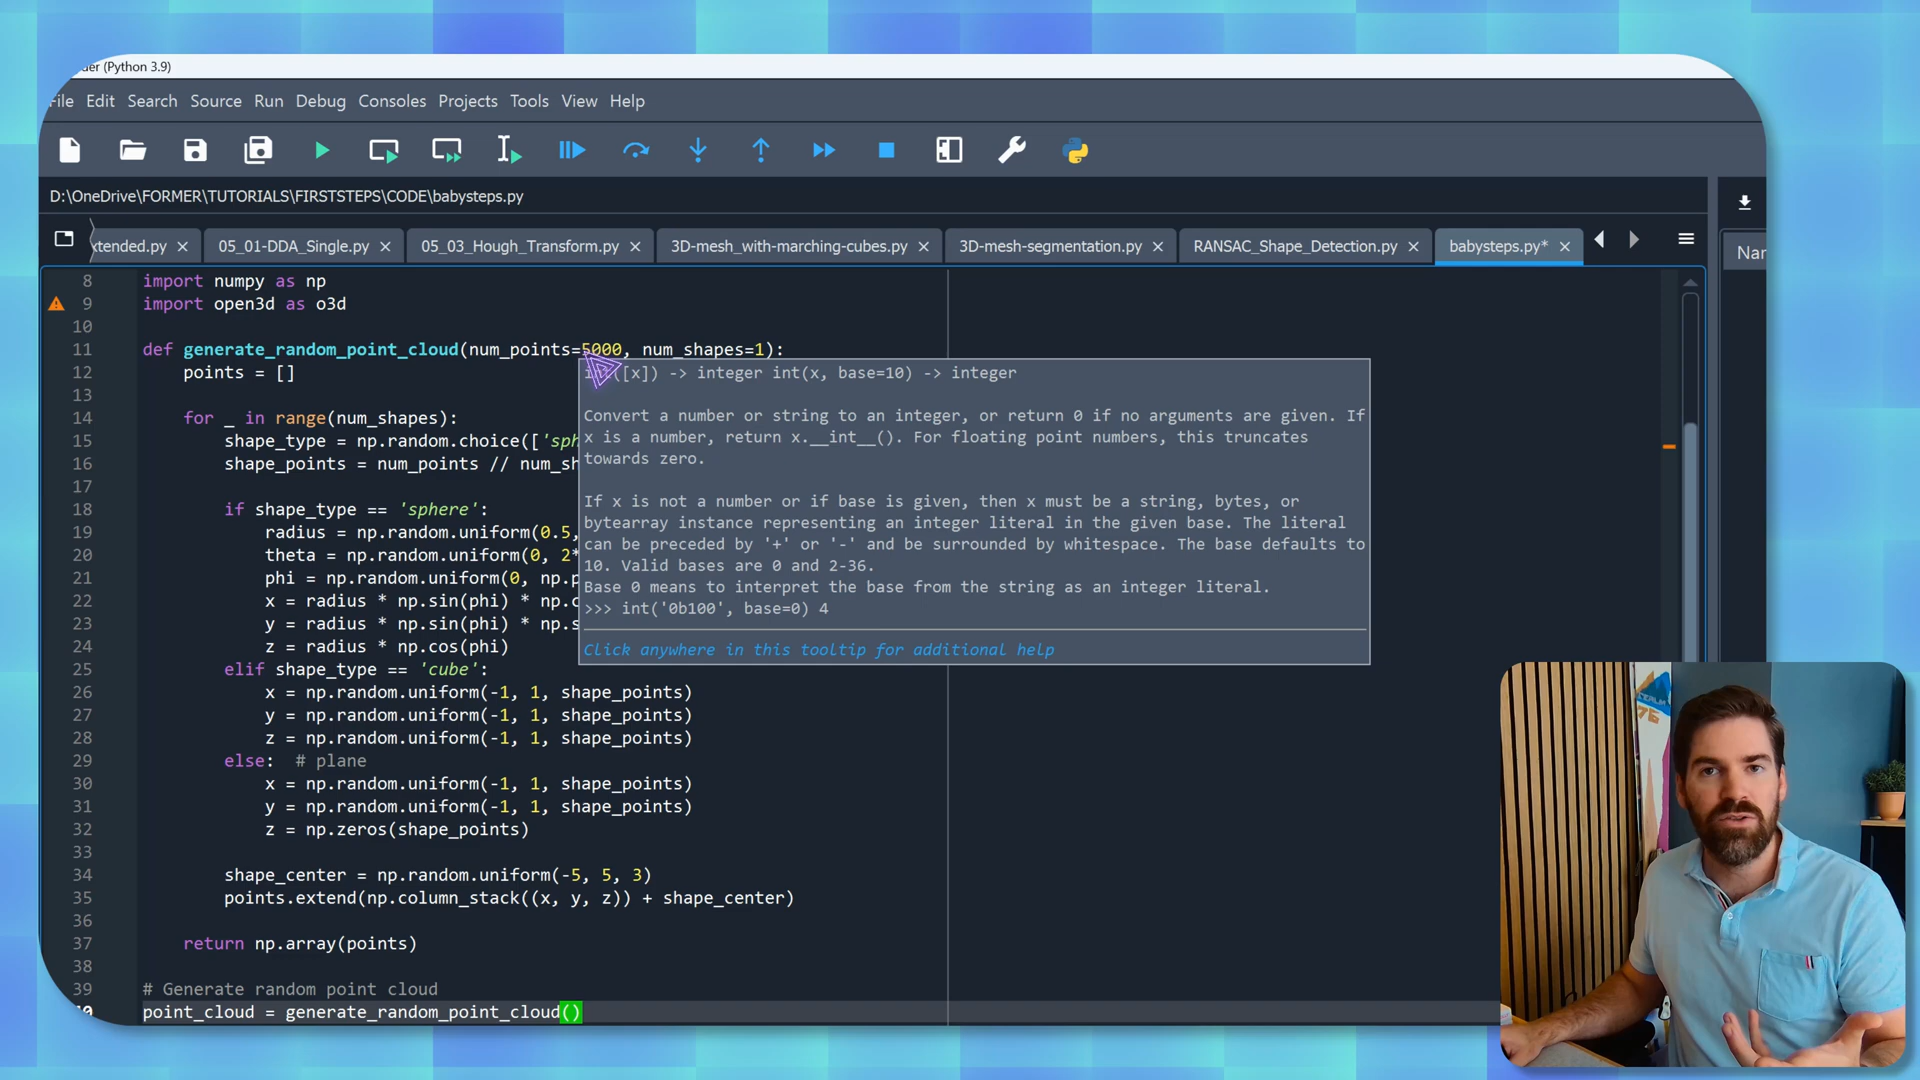 der (Python 3.9)
File Edit Search Source Run Debug Consoles Projects Tools View Help
D:\OneDrive\FORMER\TUTORIALS\FIRSTSTEPS\CODE\babysteps.py
xtended.py 05_01-DDA_Single.py 05_03_Hough_Transform.py 3D-mesh_with-marching-cubes.py 3D-mesh-segmentation.py RANSAC_Shape_Detection.py babysteps.py*
Nar
8 import numpy as np
9 import open3d as o3d
10
11 def generate_random_point_cloud(num_points=5000, num_shapes=1):
12 points = []
([x]) -> integer int(x, base=10) -> integer
13
14 for _ in range(num_shapes):
15 shape_type = np.random.choice(['sph
16 shape_points = num_points // num_sh
17
18 if shape_type == 'sphere':
19 radius = np.random.uniform(0.5,
20 theta = np.random.uniform(0, 2*
21 phi = np.random.uniform(0, np.p
22 x = radius * np.sin(phi) * np.c
23 y = radius * np.sin(phi) * np.s
24 z = radius * np.cos(phi)
Convert a number or string to an integer, or return 0 if no arguments are given. If
x is a number, return x.__int__(). For floating point numbers, this truncates
towards zero.
If x is not a number or if base is given, then x must be a string, bytes, or
bytearray instance representing an integer literal in the given base. The literal
can be preceded by '+' or '-' and be surrounded by whitespace. The base defaults to
10. Valid bases are 0 and 2-36.
Base 0 means to interpret the base from the string as an integer literal.
>>> int('0b100', base=0) 4
Click anywhere in this tooltip for additional help
25 elif shape_type == 'cube':
26 x = np.random.uniform(-1, 1, shape_points)
27 y = np.random.uniform(-1, 1, shape_points)
28 z = np.random.uniform(-1, 1, shape_points)
29 else: # plane
30 x = np.random.uniform(-1, 1, shape_points)
31 y = np.random.uniform(-1, 1, shape_points)
32 z = np.zeros(shape_points)
33
34 shape_center = np.random.uniform(-5, 5, 3)
35 points.extend(np.column_stack((x, y, z)) + shape_center)
36
37 return np.array(points)
38
39 # Generate random point cloud
point_cloud = generate_random_point_cloud()